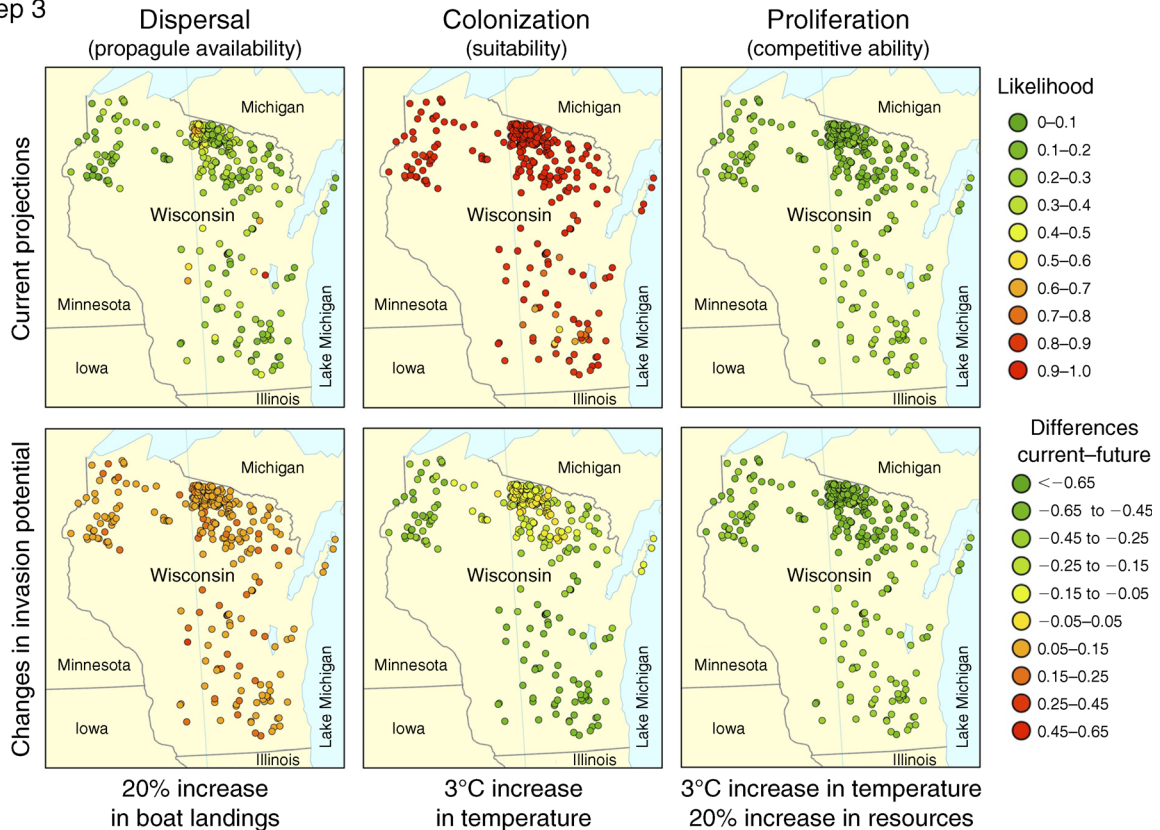 ep 3
Dispersal
(propagule availability)
Colonization
(suitability)
Proliferation
(competitive ability)
Current projections
Michigan
Wisconsin
Minnesota
Iowa
Illinois
Lake Michigan
Michigan
Wisconsin
Minnesota
Iowa
Illinois
Lake Michigan
Michigan
Wisconsin
Minnesota
Iowa
Illinois
Lake Michigan
Likelihood
0–0.1
0.1–0.2
0.2–0.3
0.3–0.4
0.4–0.5
0.5–0.6
0.6–0.7
0.7–0.8
0.8–0.9
0.9–1.0
Changes in invasion potential
Michigan
Wisconsin
Minnesota
Iowa
Illinois
Lake Michigan
Michigan
Wisconsin
Minnesota
Iowa
Illinois
Lake Michigan
Michigan
Wisconsin
Minnesota
Iowa
Illinois
Lake Michigan
Differences
current–future
<−0.65
−0.65 to −0.45
−0.45 to −0.25
−0.25 to −0.15
−0.15 to −0.05
−0.05–0.05
0.05–0.15
0.15–0.25
0.25–0.45
0.45–0.65
20% increase
in boat landings
3°C increase
in temperature
3°C increase in temperature
20% increase in resources